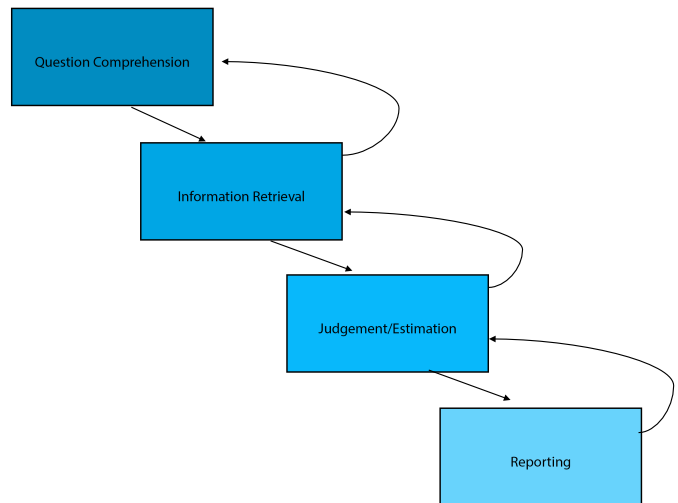 Question Comprehension
Information Retrieval
Judgement/Estimation
Reporting